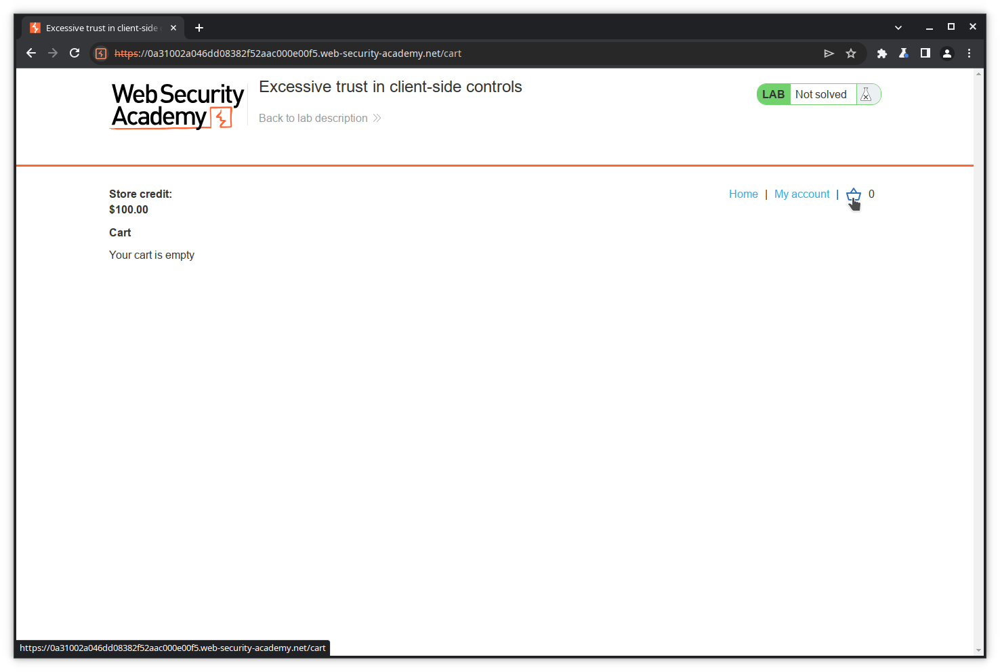 Excessive trust in client-side
https://0a31002a046dd08382f52aac000e00f5.web-security-academy.net/cart
Web Security
Academy
Excessive trust in client-side controls
Back to lab description
LAB Not solved
Store credit:
$100.00
Home | My account | 0
Cart
Your cart is empty
https://0a31002a046dd08382f52aac000e00f5.web-security-academy.net/cart